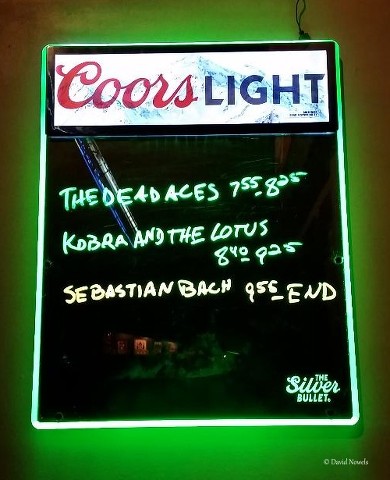 Coors LIGHT
THE DEAD ACES 7⁵⁵-8²⁵
KOBRA AND THE LOTUS
8⁴⁰ 9²⁵
SEBASTIAN BACH 9⁵⁵- END
THE
Silver
BULLET.
© David Nowels